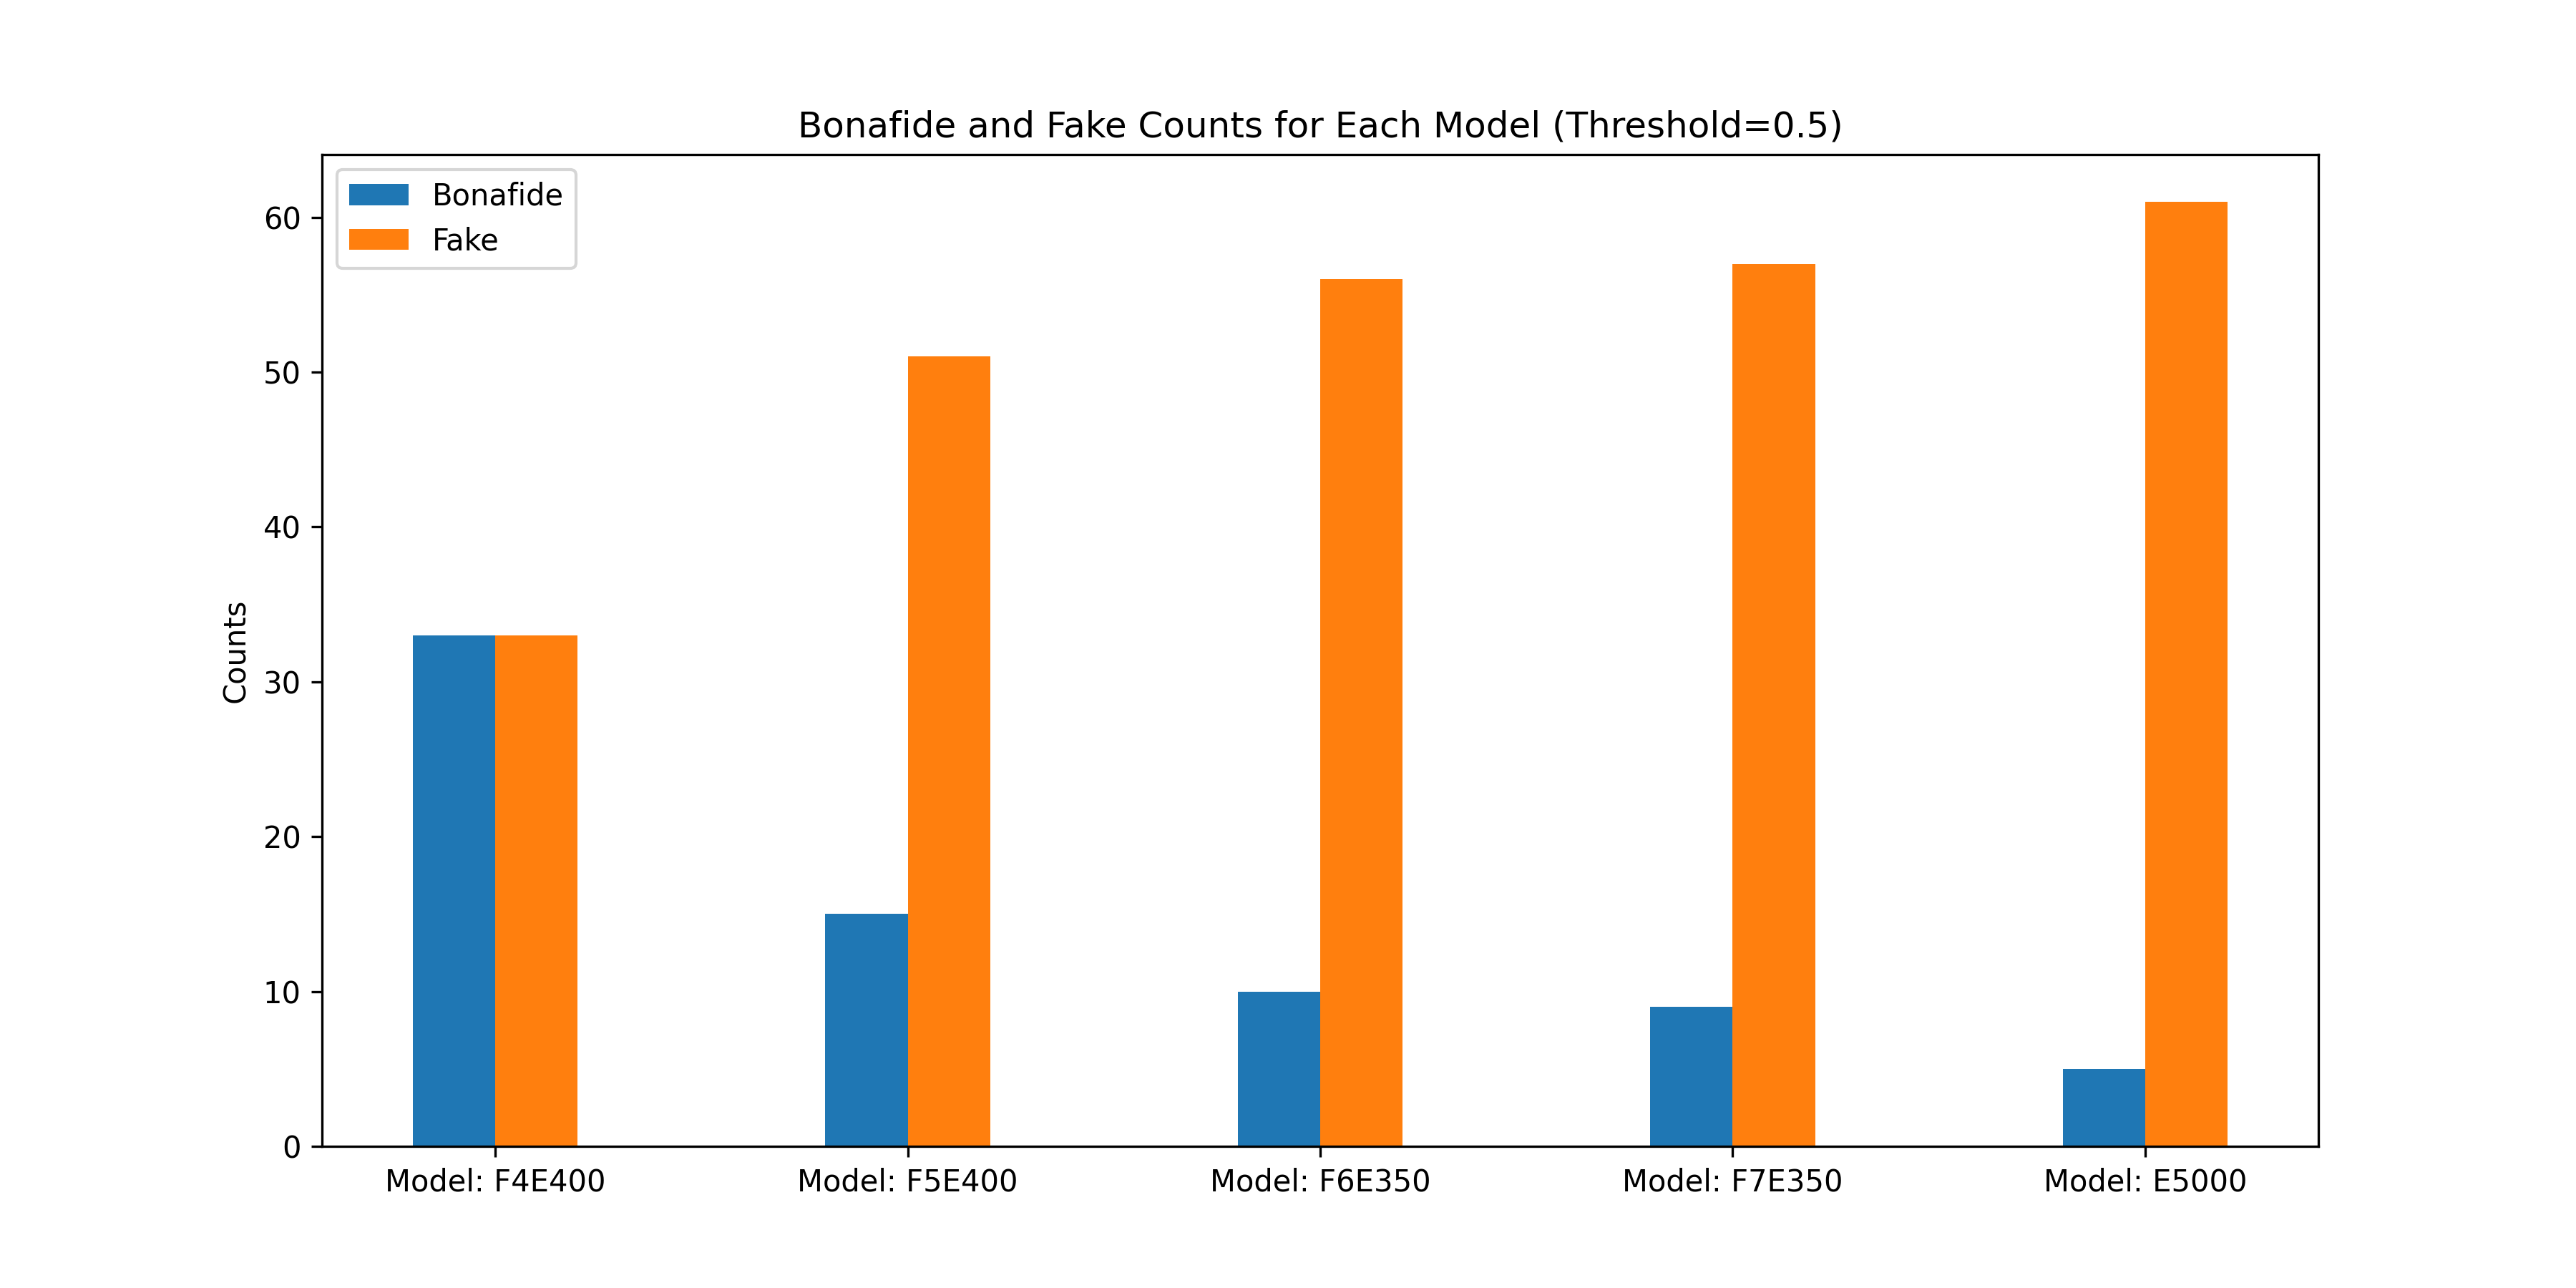 Bonafide and Fake Counts for Each Model (Threshold=0.5)
Bonafide
Fake
60
50
40
30
20
10
0
Counts
Model: F4E400
Model: F5E400
Model: F6E350
Model: F7E350
Model: E5000